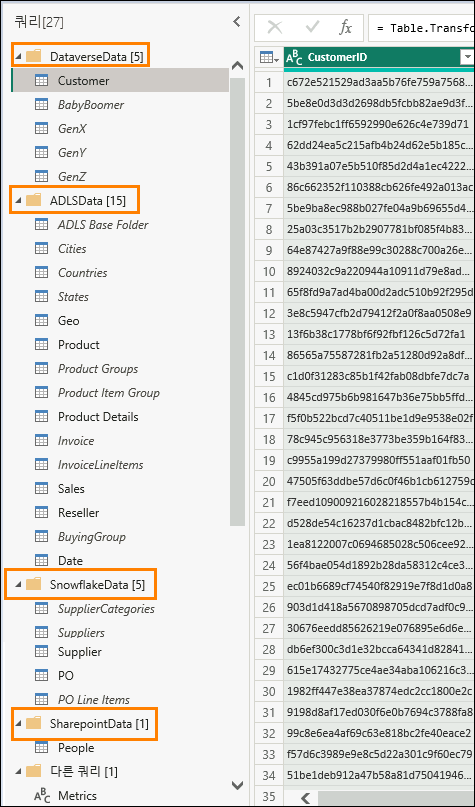 쿼리[27]
DataverseData [5]
Customer
BabyBoomer
GenX
GenY
GenZ
ADLSData [15]
ADLS Base Folder
Cities
Countries
States
Geo
Product
Product Groups
Product Item Group
Product Details
Invoice
InvoiceLineItems
Sales
Reseller
BuyingGroup
Date
SnowflakeData [5]
SupplierCategories
Suppliers
Supplier
PO
PO Line Items
SharepointData [1]
People
다른 쿼리 [1]
ABC Metrics
fx = Table.Transfo
ABC CustomerID
1 c672e521529ad3aa5b76fe759a7568...
2 5be8e0d3d3d2698db5fcbb82ae9d3f...
3 1cf97febc1ff6592990e626c4e739d71
4 62dd24ea5c215afb4b24d62e5b185c...
5 43b391a07e5b510f85d2d4a1ec4222...
6 86c662352f110388cb626fe492a013ac
7 5be9ba8ec988b027fe04a9b69655d4...
8 25a03c3517b2b2907781bf085f4b83...
9 64e87427a9f88e99c30288c700a26e...
10 8924032c9a220944a10911d79e8ad...
11 65f8fd9a7ad4ba00d2adc510b92f295d
12 3e8c5947cfb2d79412f2a0f8aa0508e9
13 13f6b38c1778bf6f92fbf126c5d72fa1
14 86565a75587281fb2a51280d92a8df...
15 c1d0f31283c85b1f42fab08dbfe7dc7a
16 4845cd975b6b981647b36e75bb5ffd...
17 f5f0b522bcd7c40511be1d9e9538e02f
18 78c945c956318e3773be359b164f83...
19 c9955a199d27379980ff551aaf01fb50
20 47505f63ddbe57d6c0f46b1cb612759c
21 f7eed109009216028218557b4b154c...
22 d528de54c16237d1cbac8482bfc12b...
23 1ea8122007c0694685028c506cee92...
24 56f4bae054d1892b28da58312c4ce3...
25 ec01b6689cf74540f82919e7f8d1d0a8
26 903d1d418a5670898705dcd7adf0c9...
27 30676eedd85626219e076895e6d6e...
28 db6ef300c3d1e32bcca64341d82841...
29 615e17432775ce4ae34aba106216c3...
30 1982ff447e38ea37874edc2cc1800e2c
31 9198d8af17ed030f6e0b7694c3788fa8
32 99c8e6ea4af69c63e818bc2fe40eace2
33 f57d6c3989e9e8c5d22a301c9f60ec79
34 51be1deb912a47b58a81d75041946...
35